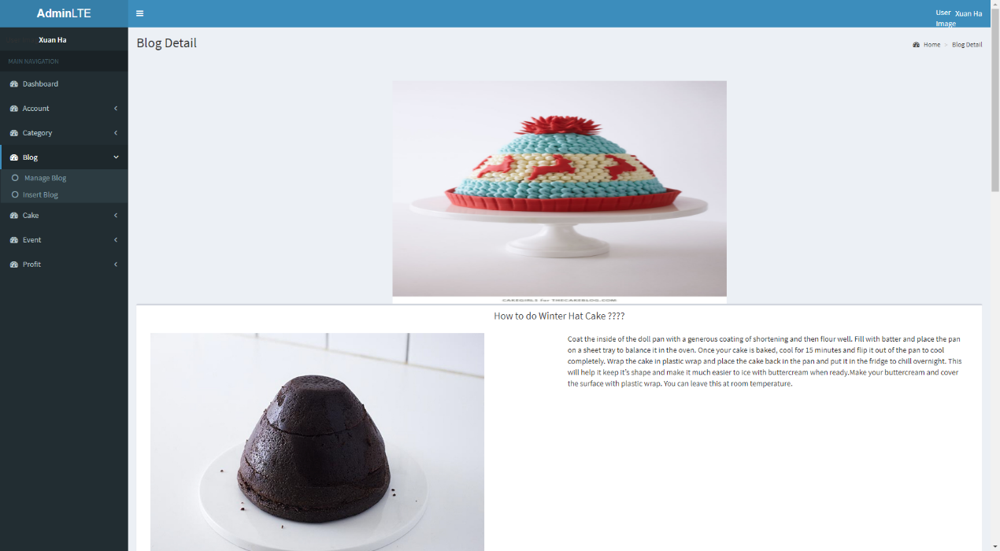 AdminLTE
User Image
Xuan Ha
Xuan Ha
MAIN NAVIGATION
Dashboard
Account
Category
Blog
Manage Blog
Insert Blog
Cake
Event
Profit
Blog Detail
Home > Blog Detail
CAKEGIRLS for THECAKEBLOG.COM
How to do Winter Hat Cake ????
Coat the inside of the doll pan with a generous coating of shortening and then flour well. Fill with batter and place the pan
on a sheet tray to balance it in the oven. Once your cake is baked, cool for 15 minutes and flip it out of the pan to cool
completely. Wrap the cake in plastic wrap and place the cake back in the pan and put it in the fridge to chill overnight. This
will help it keep it's shape and make it much easier to ice with buttercream when ready.Make your buttercream and cover
the surface with plastic wrap. You can leave this at room temperature.